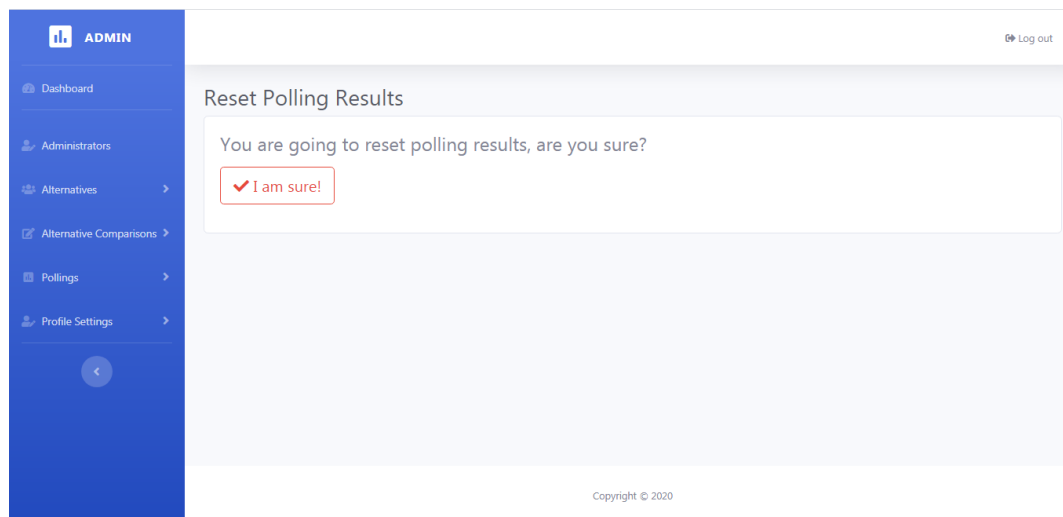 ADMIN
Log out
Dashboard
Administrators
Alternatives
Alternative Comparisons
Pollings
Profile Settings
Reset Polling Results
You are going to reset polling results, are you sure?
I am sure!
Copyright © 2020